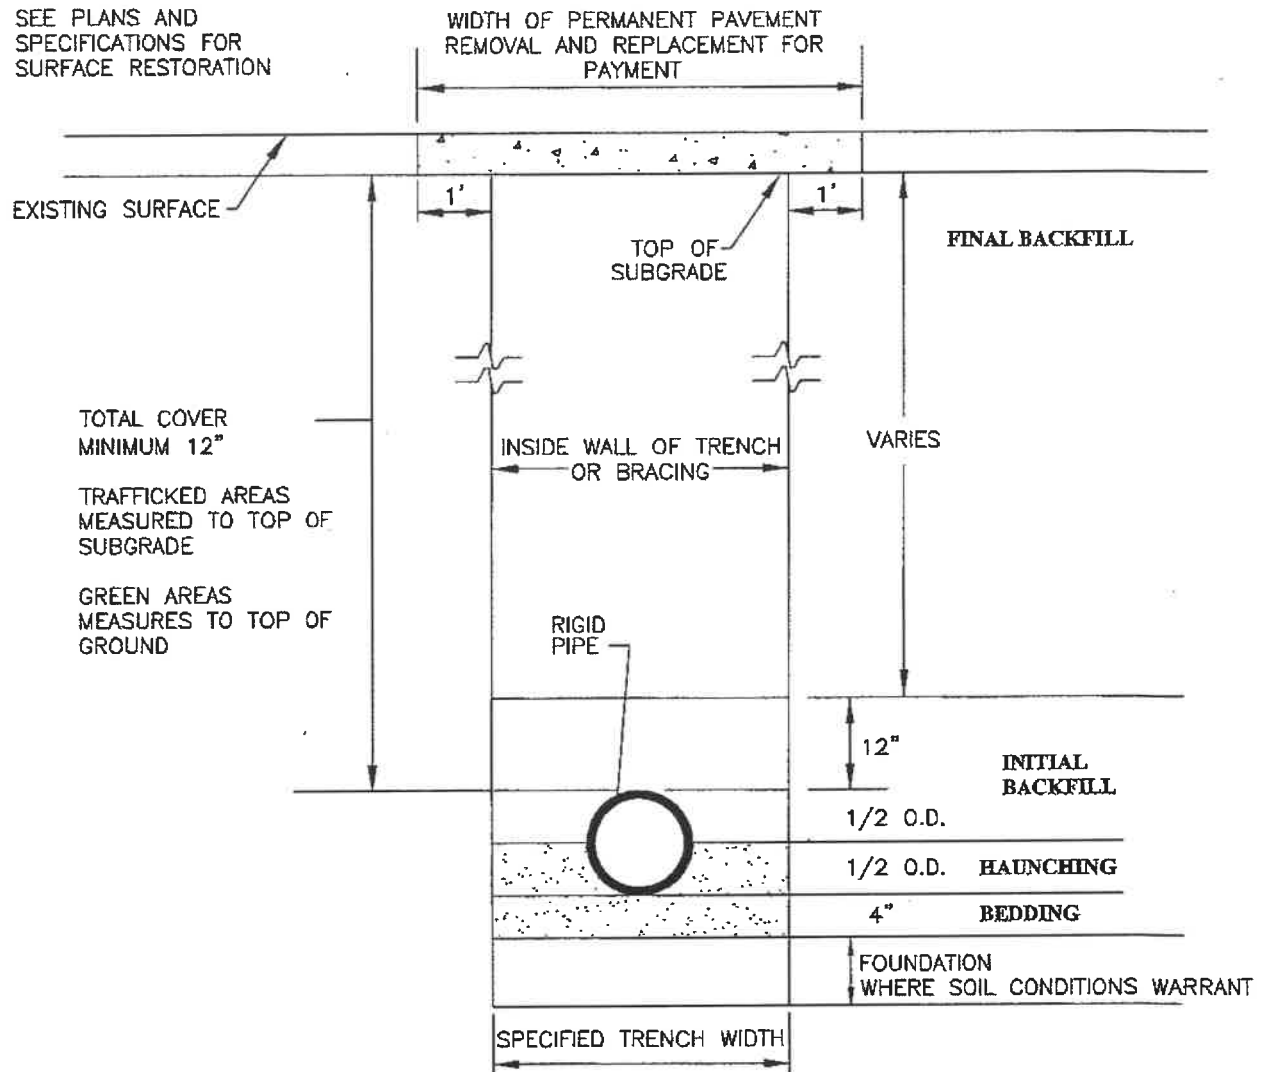 SEE PLANS AND
SPECIFICATIONS FOR
SURFACE RESTORATION
WIDTH OF PERMANENT PAVEMENT
REMOVAL AND REPLACEMENT FOR
PAYMENT
EXISTING SURFACE
1'
1'
TOP OF
SUBGRADE
FINAL BACKFILL
TOTAL COVER
MINIMUM 12"
TRAFFICKED AREAS
MEASURED TO TOP OF
SUBGRADE
GREEN AREAS
MEASURES TO TOP OF
GROUND
INSIDE WALL OF TRENCH
OR BRACING
VARIES
RIGID
PIPE
12"
INITIAL
BACKFILL
1/2 O.D.
1/2 O.D. HAUNCHING
4" BEDDING
FOUNDATION
WHERE SOIL CONDITIONS WARRANT
SPECIFIED TRENCH WIDTH